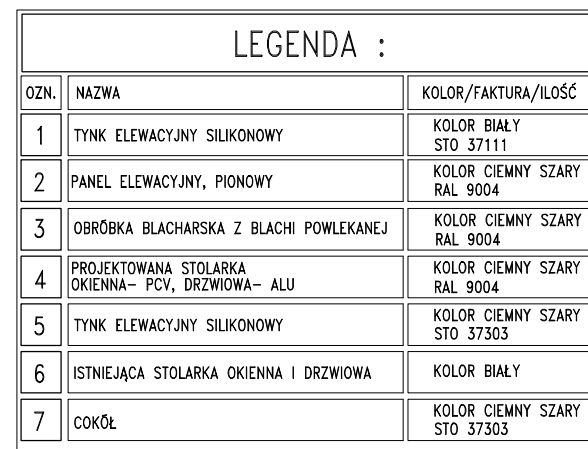 LEGENDA :
OZN. NAZWA KOLOR/FAKTURA/ILOŚĆ
1 TYNK ELEWACYJNY SILIKONOWY KOLOR BIAŁY
STO 37111
2 PANEL ELEWACYJNY, PIONOWY KOLOR CIEMNY SZARY
RAL 9004
3 OBRÓBKA BLACHARSKA Z BLACHI POWLEKANEJ KOLOR CIEMNY SZARY
RAL 9004
4 PROJEKTOWANA STOLARKA KOLOR CIEMNY SZARY
OKIENNA- PCV, DRZWIOWA- ALU RAL 9004
5 TYNK ELEWACYJNY SILIKONOWY KOLOR CIEMNY SZARY
STO 37303
6 ISTNIEJĄCA STOLARKA OKIENNA I DRZWIOWA KOLOR BIAŁY
7 COKÓŁ KOLOR CIEMNY SZARY
STO 37303